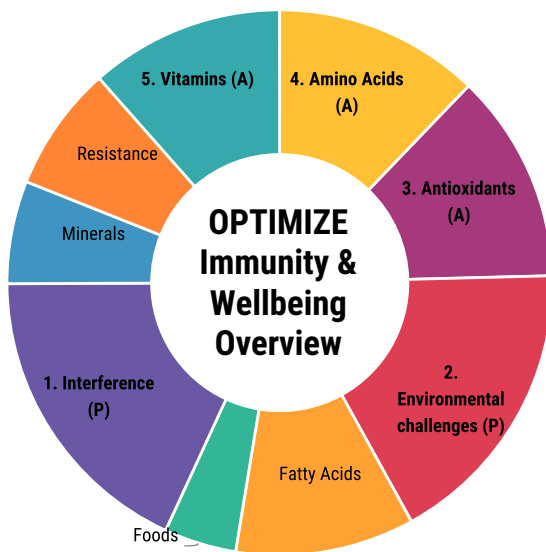 5. Vitamins (A)
4. Amino Acids
(A)
Resistance
3. Antioxidants
(A)
Minerals
OPTIMIZE
Immunity &
Wellbeing
Overview
1. Interference
(P)
2.
Environmental
challenges (P)
Fatty Acids
Foods